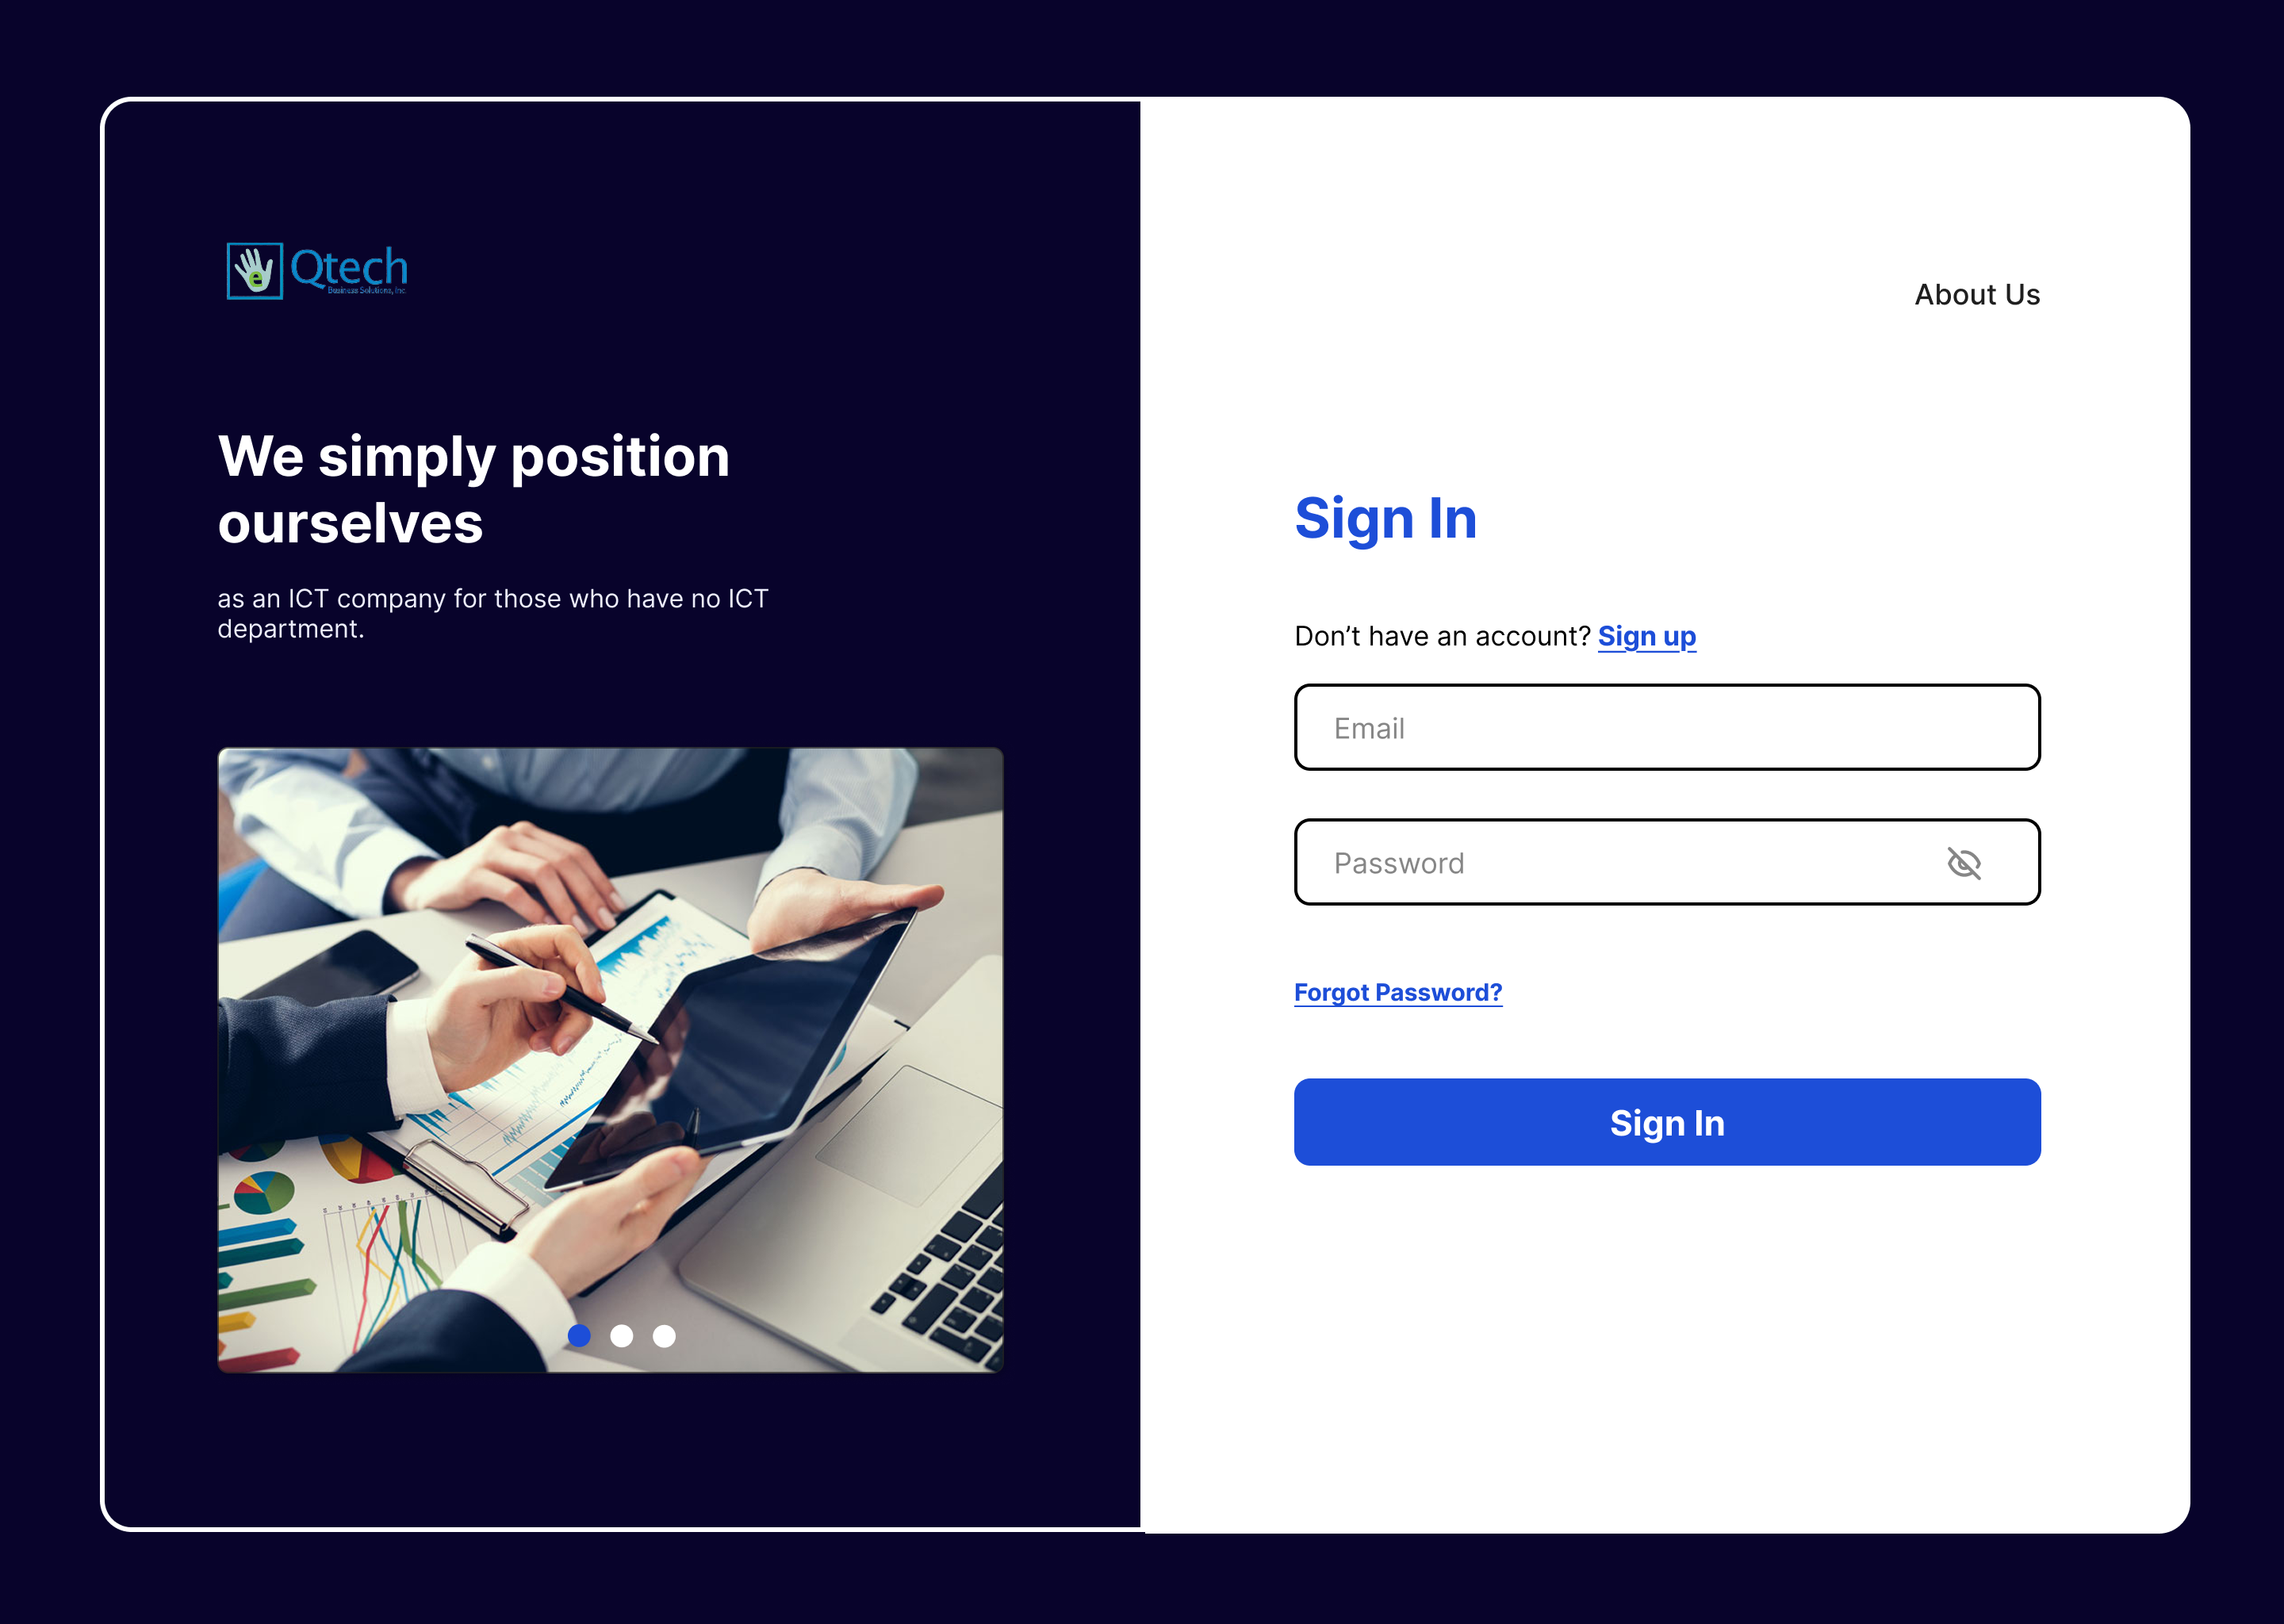 e Qtech
Business Solutions, Inc
About Us
We simply position
ourselves
as an ICT company for those who have no ICT
department.
Sign In
Don’t have an account? Sign up
Email
Password
Forgot Password?
Sign In